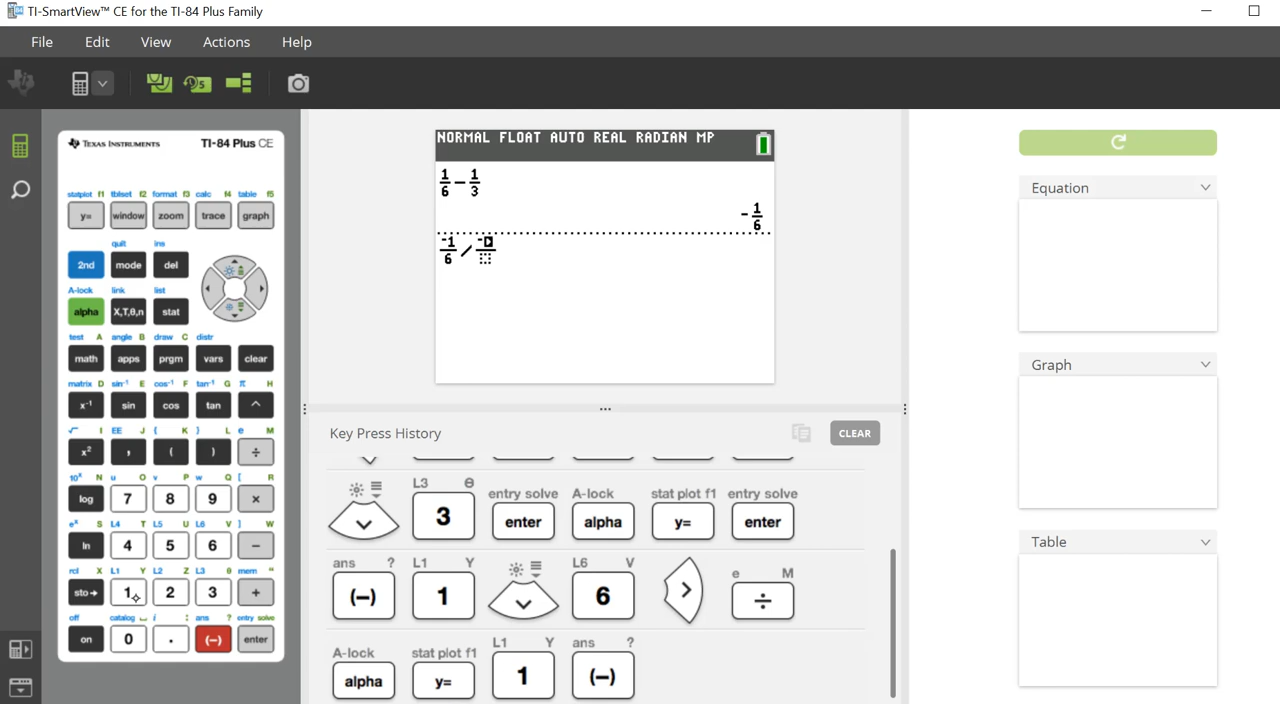 TI-SmartView™ CE for the TI-84 Plus Family
File Edit View Actions Help
TEXAS INSTRUMENTS TI-84 Plus CE
statplot f1 tblset f2 format f3 calc f4 table f5
y= window zoom trace graph
quit ins
2nd mode del
A-lock link list
alpha X,T,θ,n stat
test A angle B draw C distr
math apps prgm vars clear
matrix D sin⁻¹ E cos⁻¹ F tan⁻¹ G π H
x⁻¹ sin cos tan ^
√ I EE J { K } L e M
x² , ( ) ÷
10ˣ N u O v P w Q [ R
log 7 8 9 ×
eˣ S L4 T L5 U L6 V ] W
ln 4 5 6 −
rcl X L1 Y L2 Z L3 θ mem "
sto→ 1 2 3 +
off catalog i : ans ? entry solve
on 0 . (−) enter
NORMAL FLOAT AUTO REAL RADIAN MP
1/6 − 1/3
-1/6
-1/6 / -
Key Press History
CLEAR
L3 θ entry solve A-lock stat plot f1 entry solve
3 enter alpha y= enter
ans ? L1 Y L6 V e M
(−) 1 6 ÷
A-lock stat plot f1 L1 Y ans ?
alpha y= 1 (−)
Equation
Graph
Table